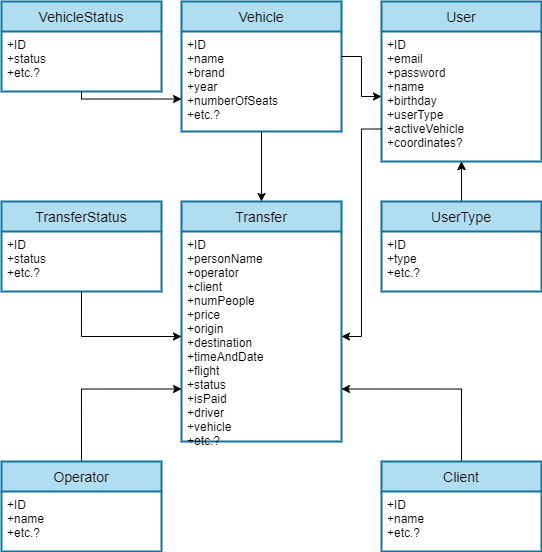 VehicleStatus
+ID
+status
+etc.?
Vehicle
+ID
+name
+brand
+year
+numberOfSeats
+etc.?
User
+ID
+email
+password
+name
+birthday
+userType
+activeVehicle
+coordinates?
TransferStatus
+ID
+status
+etc.?
Transfer
+ID
+personName
+operator
+client
+numPeople
+price
+origin
+destination
+timeAndDate
+flight
+status
+isPaid
+driver
+vehicle
+etc.?
UserType
+ID
+type
+etc.?
Operator
+ID
+name
+etc.?
Client
+ID
+name
+etc.?